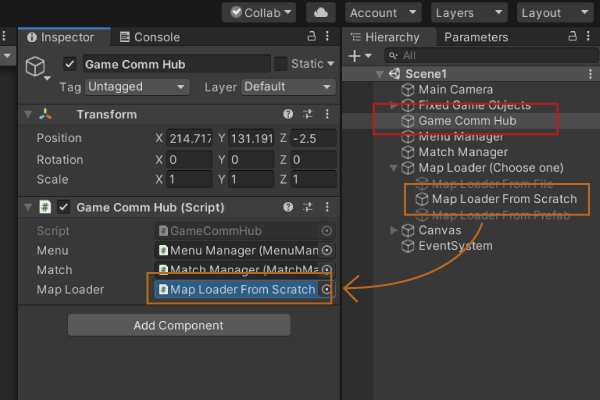 Collab
Account
Layers
Layout
Inspector
Console
Game Comm Hub
Static
Tag Untagged
Layer Default
Transform
Position X 214.717 Y 131.191 Z -2.5
Rotation X 0 Y 0 Z 0
Scale X 1 Y 1 Z 1
Game Comm Hub (Script)
Script GameCommHub
Menu Menu Manager (MenuMan
Match Match Manager (MatchMa
Map Loader Map Loader From Scratch
Add Component
Hierarchy
Parameters
All
Scene1
Main Camera
Fixed Game Objects
Game Comm Hub
Menu Manager
Match Manager
Map Loader (Choose one)
Map Loader From File
Map Loader From Scratch
Map Loader From Prefab
Canvas
EventSystem